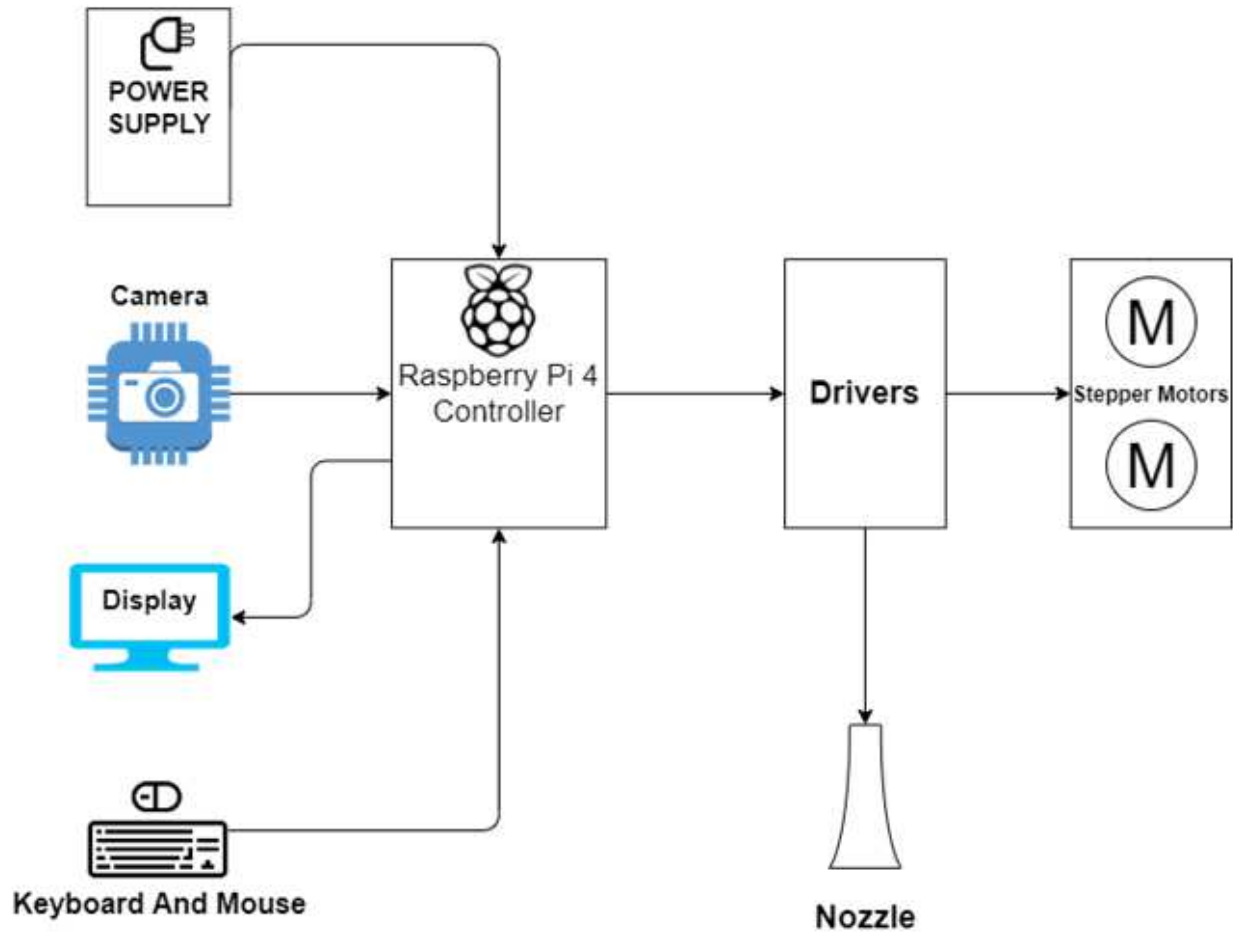 POWER
SUPPLY
Camera
Raspberry Pi 4
Controller
Drivers
M
Stepper Motors
M
Display
Keyboard And Mouse
Nozzle